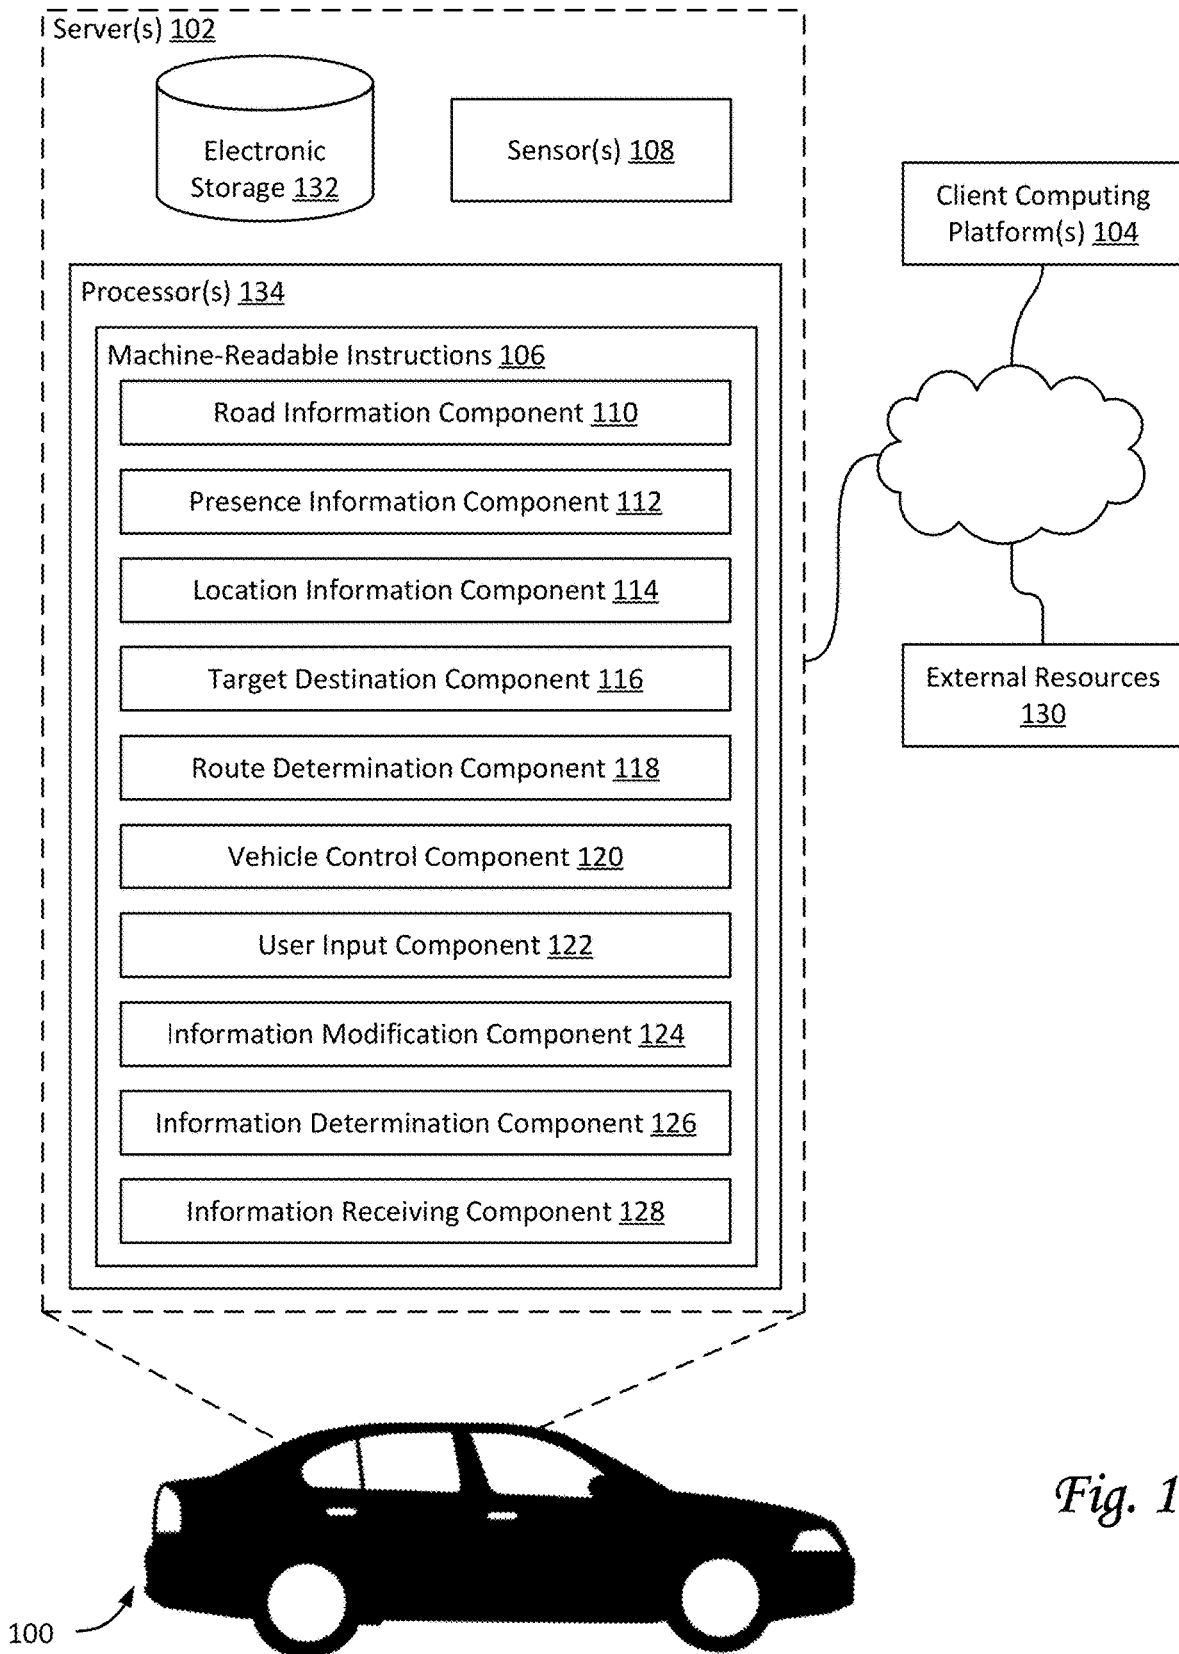 Server(s) 102
Electronic
Storage 132
Sensor(s) 108
Client Computing
Platform(s) 104
Processor(s) 134
Machine-Readable Instructions 106
Road Information Component 110
Presence Information Component 112
Location Information Component 114
Target Destination Component 116
External Resources
130
Route Determination Component 118
Vehicle Control Component 120
User Input Component 122
Information Modification Component 124
Information Determination Component 126
Information Receiving Component 128
Fig. 1
100